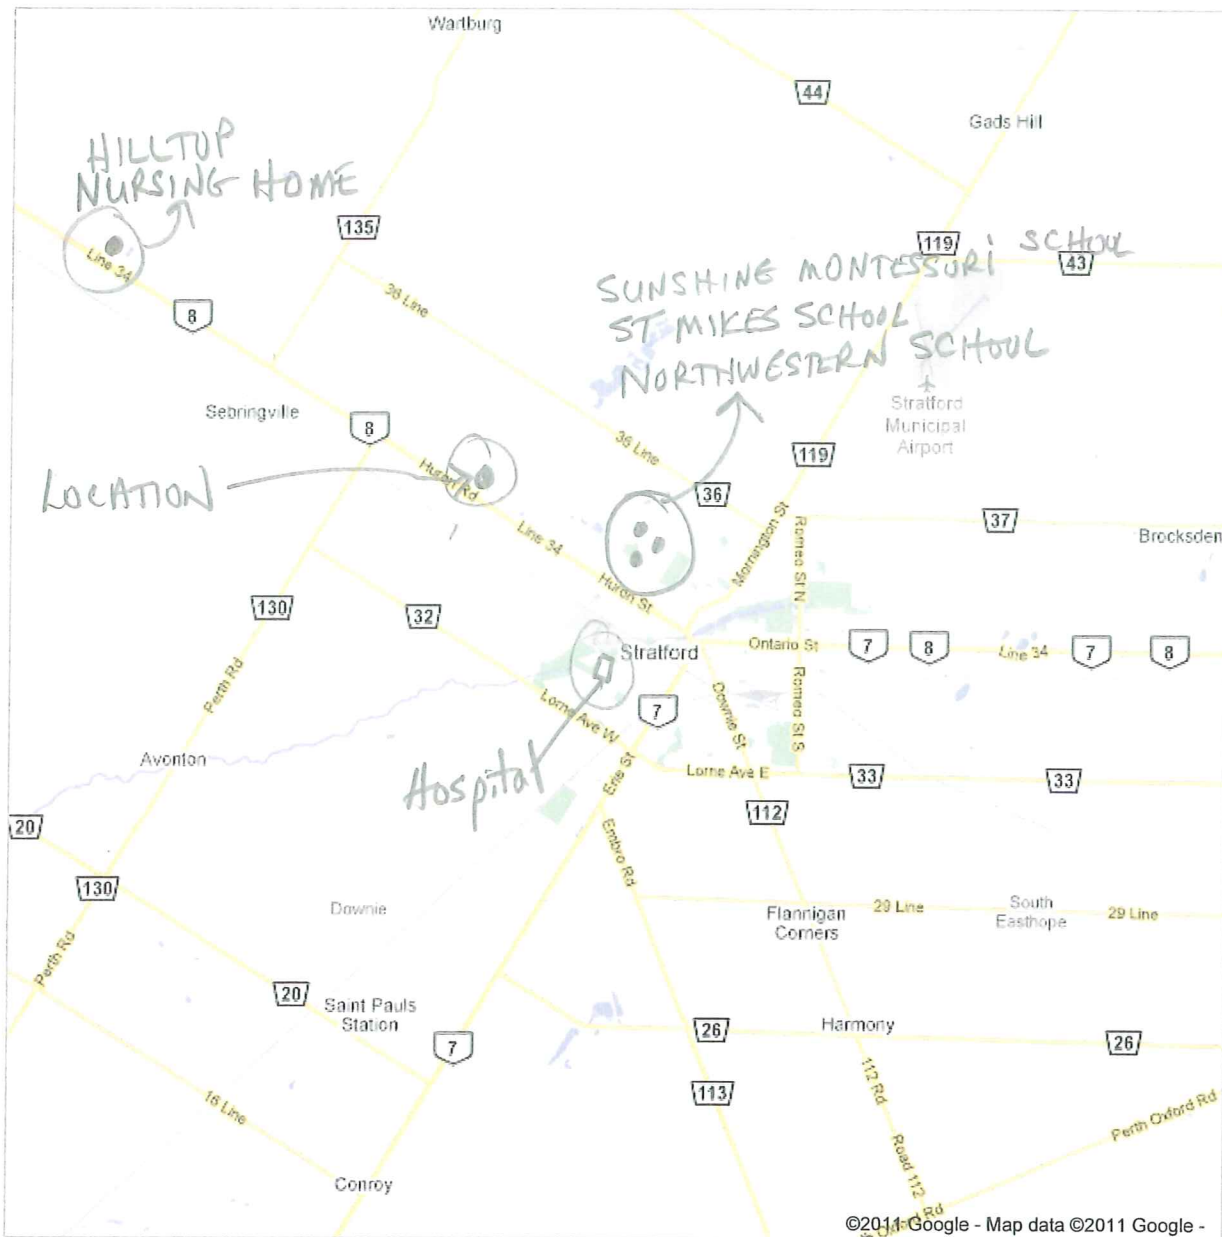 Wartburg
44
Gads Hill
HILLTOP
NURSING HOME
135
119
SCHOOL
43
Line 34
8
36 Line
SUNSHINE MONTESSORI
ST MIKES SCHOOL
NORTHWESTERN SCHOOL
Stratford
Municipal
Airport
Sebringville
8
119
36 Line
LOCATION
Huron Rd
36
Line 34
Mornington St
Romeo St N
37
Brocksden
Huron St
130
32
Stratford
Ontario St
7
8
Line 34
7
8
Perth Rd
Lorne Ave W
7
Downie St
Romeo St S
Avonton
Hospital
Erie St
Lorne Ave E
33
33
20
112
Embro Rd
130
Downie
Flannigan
Corners
29 Line
South
Easthope
29 Line
Perth Rd
20
Saint Pauls
Station
7
26
Harmony
26
113
112 Rd
16 Line
Perth Oxford Rd
Road 112
Conroy
Oxford Rd
©2011 Google - Map data ©2011 Google -